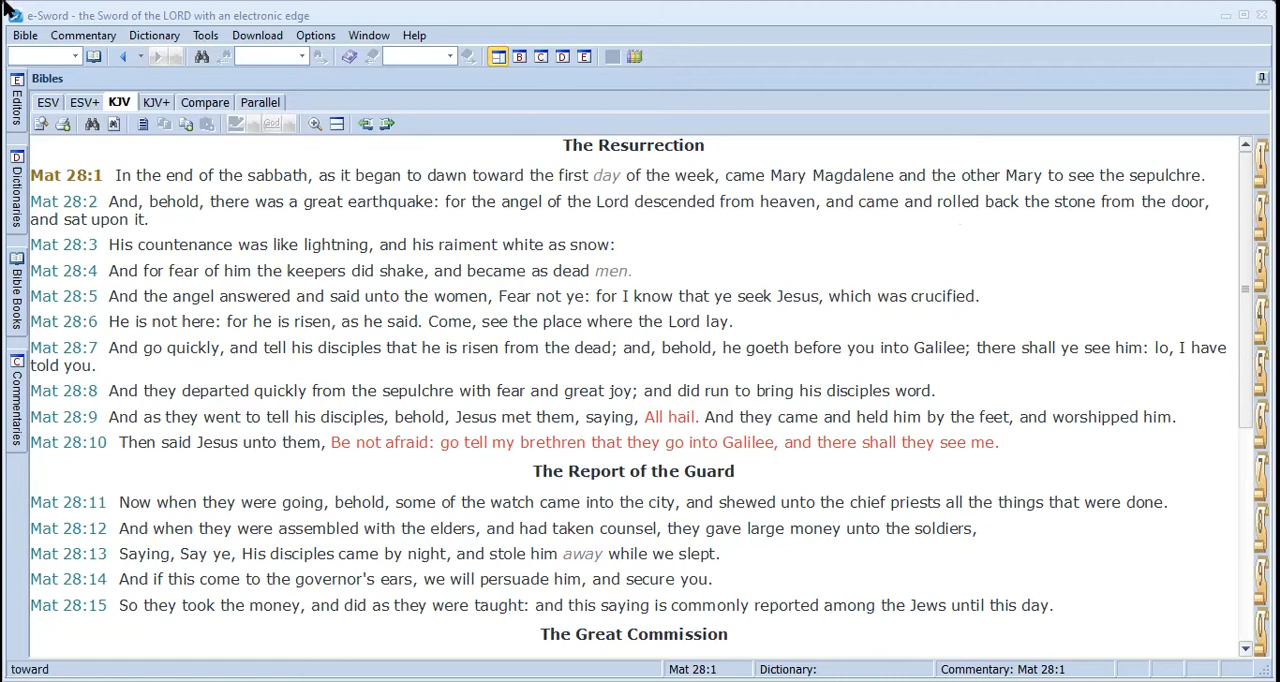 e-Sword - the Sword of the LORD with an electronic edge
Bible Commentary Dictionary Tools Download Options Window Help
B C D E
Bibles
ESV ESV+ KJV KJV+ Compare Parallel
God
E Editors
D Dictionaries
Bible Books
C Commentaries
The Resurrection
Mat 28:1 In the end of the sabbath, as it began to dawn toward the first day of the week, came Mary Magdalene and the other Mary to see the sepulchre.
Mat 28:2 And, behold, there was a great earthquake: for the angel of the Lord descended from heaven, and came and rolled back the stone from the door,
and sat upon it.
Mat 28:3 His countenance was like lightning, and his raiment white as snow:
Mat 28:4 And for fear of him the keepers did shake, and became as dead men.
Mat 28:5 And the angel answered and said unto the women, Fear not ye: for I know that ye seek Jesus, which was crucified.
Mat 28:6 He is not here: for he is risen, as he said. Come, see the place where the Lord lay.
Mat 28:7 And go quickly, and tell his disciples that he is risen from the dead; and, behold, he goeth before you into Galilee; there shall ye see him: lo, I have
told you.
Mat 28:8 And they departed quickly from the sepulchre with fear and great joy; and did run to bring his disciples word.
Mat 28:9 And as they went to tell his disciples, behold, Jesus met them, saying, All hail. And they came and held him by the feet, and worshipped him.
Mat 28:10 Then said Jesus unto them, Be not afraid: go tell my brethren that they go into Galilee, and there shall they see me.
The Report of the Guard
Mat 28:11 Now when they were going, behold, some of the watch came into the city, and shewed unto the chief priests all the things that were done.
Mat 28:12 And when they were assembled with the elders, and had taken counsel, they gave large money unto the soldiers,
Mat 28:13 Saying, Say ye, His disciples came by night, and stole him away while we slept.
Mat 28:14 And if this come to the governor's ears, we will persuade him, and secure you.
Mat 28:15 So they took the money, and did as they were taught: and this saying is commonly reported among the Jews until this day.
The Great Commission
1
2
3
4
5
6
7
8
9
0
toward Mat 28:1 Dictionary: Commentary: Mat 28:1